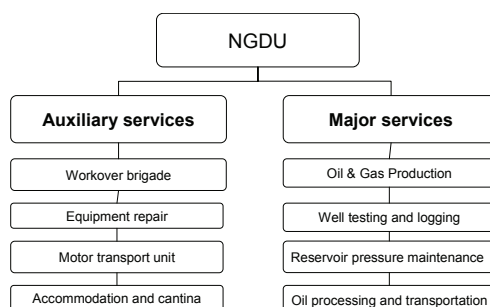 NGDU
Auxiliary services
Major services
Workover brigade
Oil & Gas Production
Equipment repair
Well testing and logging
Motor transport unit
Reservoir pressure maintenance
Accommodation and cantina
Oil processing and transportation